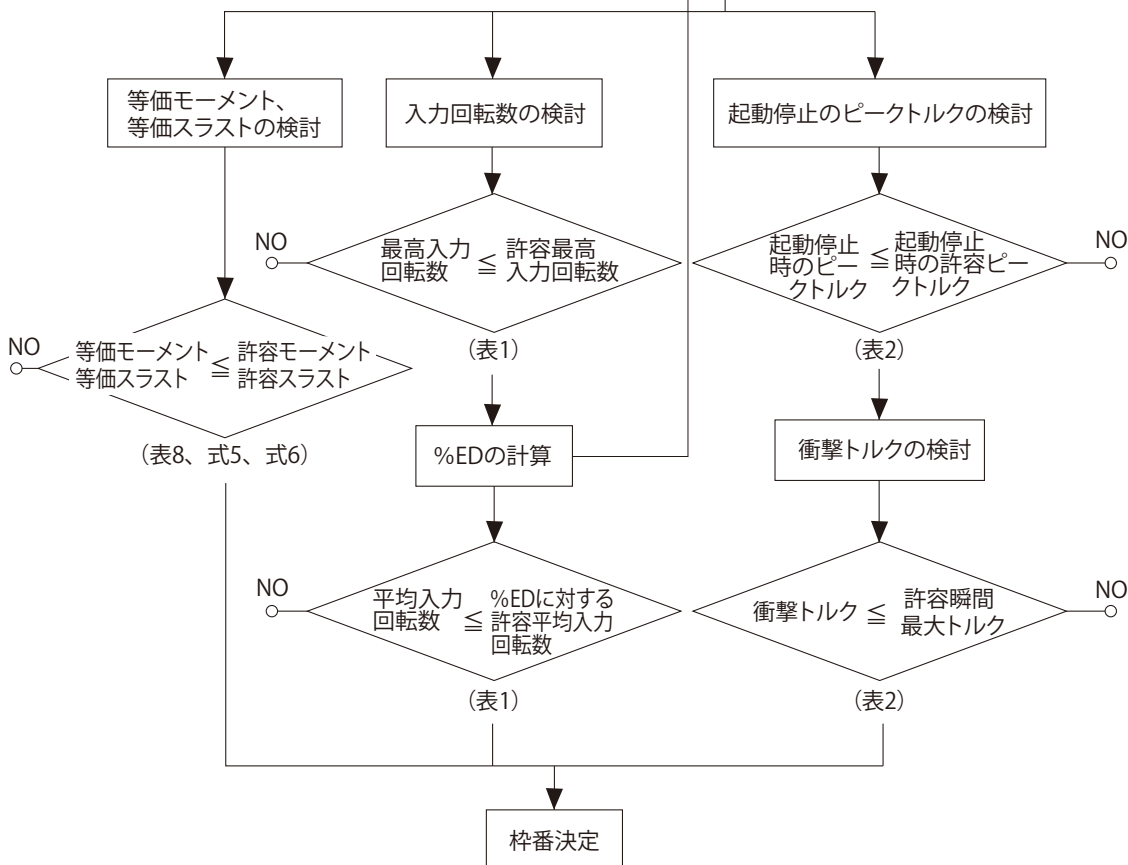 等価モーメント、
等価スラストの検討
入力回転数の検討
起動停止のピークトルクの検討
NO
最高入力
回転数
≦
許容最高
入力回転数
(表1)
起動停止
時のピー
クトルク
≦
起動停止
時の許容ピー
クトルク
NO
(表2)
NO
等価モーメント
等価スラスト
≦
許容モーメント
許容スラスト
(表8、式5、式6)
%EDの計算
衝撃トルクの検討
NO
平均入力
回転数
≦
%EDに対する
許容平均入力
回転数
(表1)
衝撃トルク
≦
許容瞬間
最大トルク
NO
(表2)
枠番決定